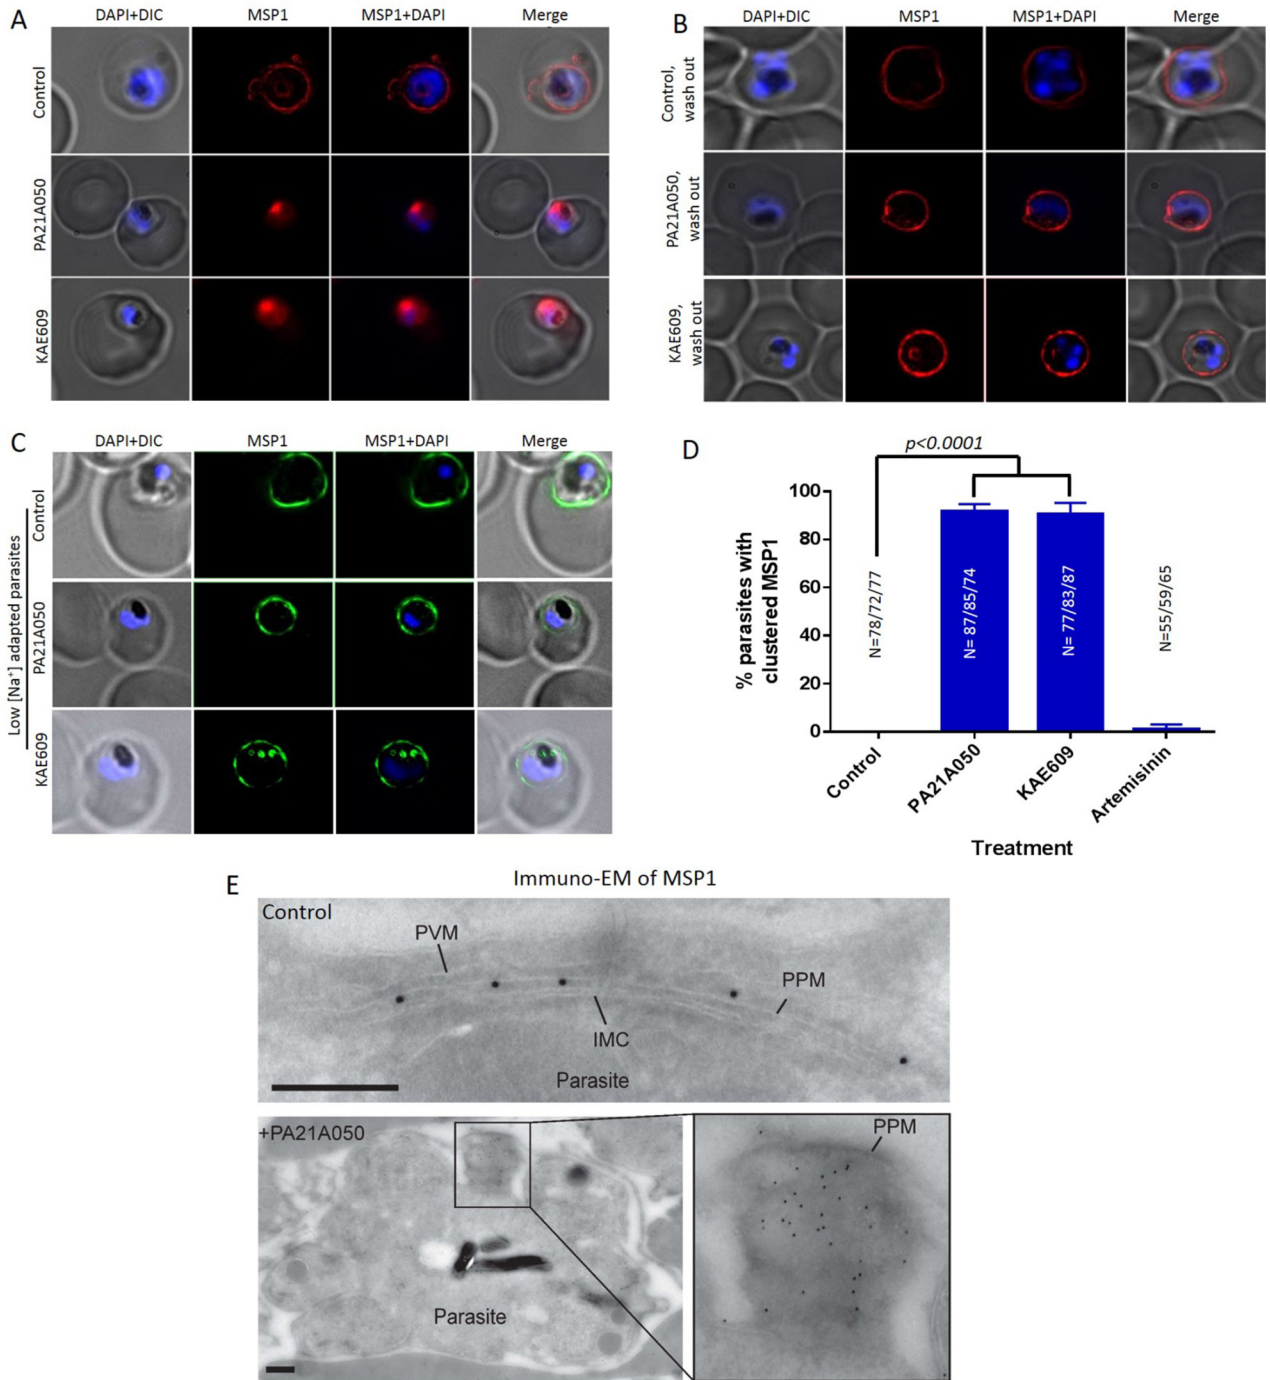 A
DAPI+DIC MSP1 MSP1+DAPI Merge
Control
PA21A050
KAE609
B
DAPI+DIC MSP1 MSP1+DAPI Merge
Control,
wash out
PA21A050,
wash out
KAE609,
wash out
C
DAPI+DIC MSP1 MSP1+DAPI Merge
Low [Na⁺] adapted parasites
Control
PA21A050
KAE609
D
p<0.0001
% parasites with
clustered MSP1
100
80
60
40
20
0
N=78/72/77
N= 87/85/74
N= 77/83/87
N=55/59/65
Control
PA21A050
KAE609
Artemisinin
Treatment
E
Immuno-EM of MSP1
Control
PVM
PPM
IMC
Parasite
+PA21A050
PPM
Parasite